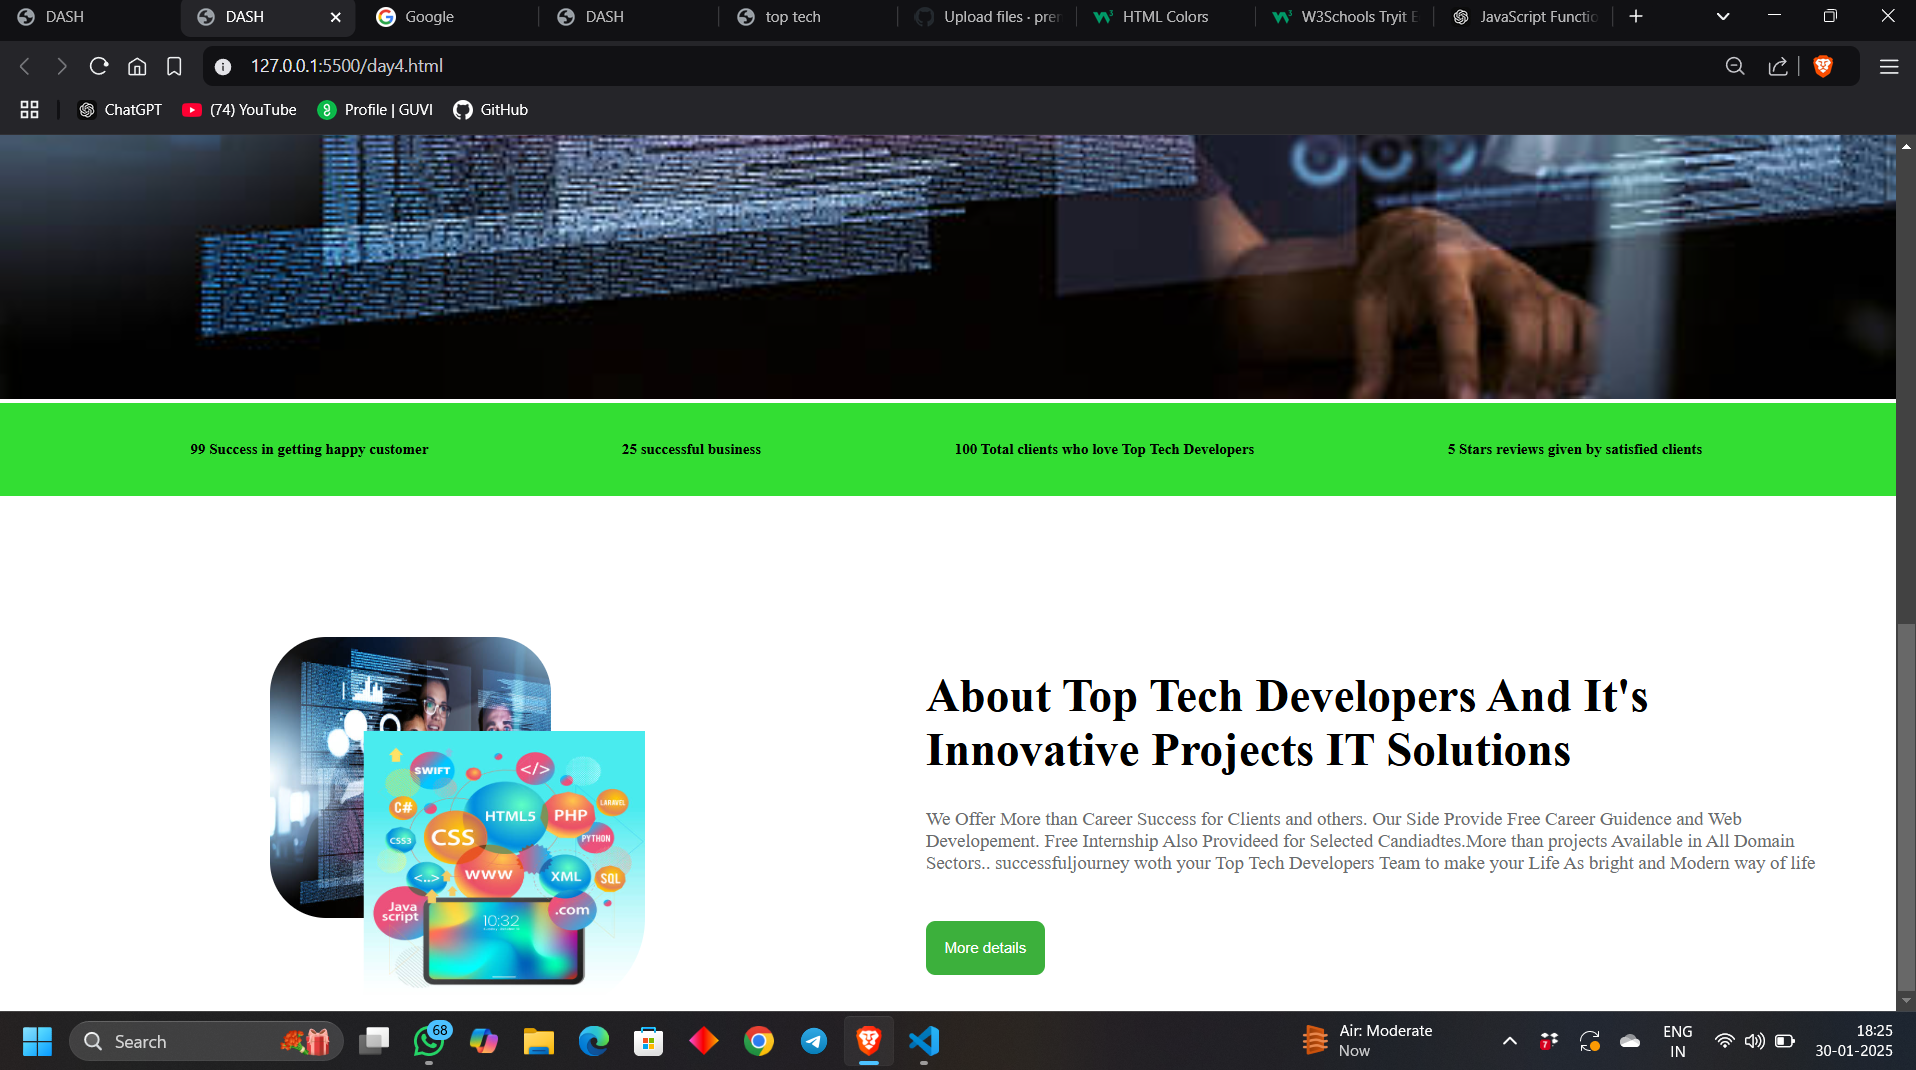 DASH
DASH
Google
DASH
top tech
Upload files · prer
HTML Colors
W3Schools Tryit E
JavaScript Functio
127.0.0.1:5500/day4.html
ChatGPT
(74) YouTube
Profile | GUVI
GitHub
99 Success in getting happy customer
25 successful business
100 Total clients who love Top Tech Developers
5 Stars reviews given by satisfied clients
About Top Tech Developers And It's
Innovative Projects IT Solutions
We Offer More than Career Success for Clients and others. Our Side Provide Free Career Guidence and Web
Developement. Free Internship Also Provideed for Selected Candiadtes.More than projects Available in All Domain
Sectors.. successfuljourney woth your Top Tech Developers Team to make your Life As bright and Modern way of life
More details
SWIFT
</>
C#
HTML5
PHP
LARAVEL
CSS3
CSS
PYTHON
<..>
WWW
XML
SQL
Java
script
.com
10:32
Search
68
Air: Moderate
Now
7
ENG
IN
18:25
30-01-2025